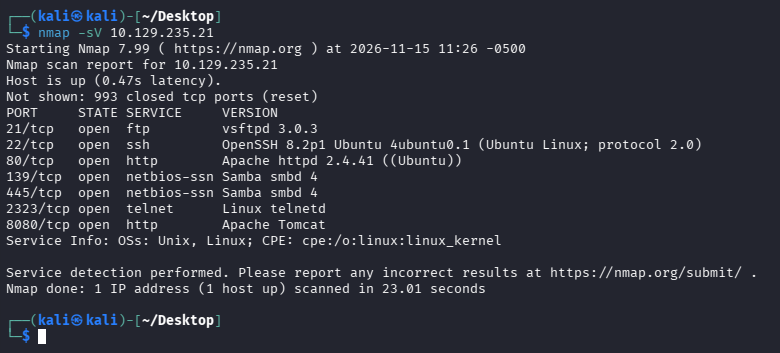 ┌──(kali㉿kali)-[~/Desktop]
└─$ nmap -sV 10.129.235.21
Starting Nmap 7.99 ( https://nmap.org ) at 2026-11-15 11:26 -0500
Nmap scan report for 10.129.235.21
Host is up (0.47s latency).
Not shown: 993 closed tcp ports (reset)
PORT     STATE SERVICE     VERSION
21/tcp   open  ftp         vsftpd 3.0.3
22/tcp   open  ssh         OpenSSH 8.2p1 Ubuntu 4ubuntu0.1 (Ubuntu Linux; protocol 2.0)
80/tcp   open  http        Apache httpd 2.4.41 ((Ubuntu))
139/tcp  open  netbios-ssn Samba smbd 4
445/tcp  open  netbios-ssn Samba smbd 4
2323/tcp open  telnet      Linux telnetd
8080/tcp open  http        Apache Tomcat
Service Info: OSs: Unix, Linux; CPE: cpe:/o:linux:linux_kernel

Service detection performed. Please report any incorrect results at https://nmap.org/submit/ .
Nmap done: 1 IP address (1 host up) scanned in 23.01 seconds

┌──(kali㉿kali)-[~/Desktop]
└─$